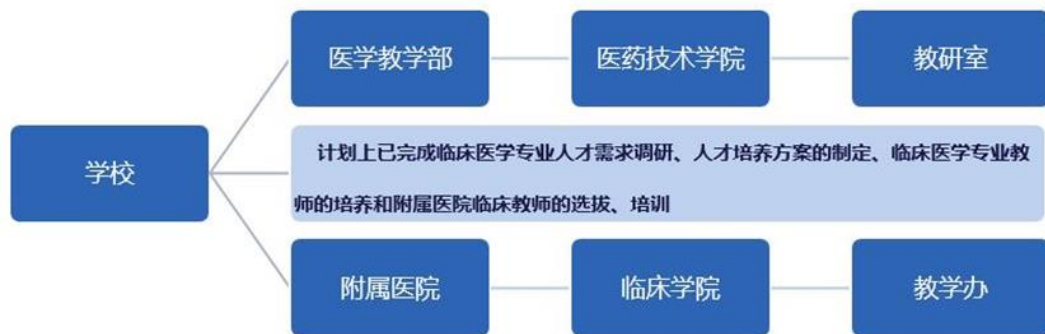 医学教学部
医药技术学院
教研室
学校
计划上已完成临床医学专业人才需求调研、人才培养方案的制定、临床医学专业教
师的培养和附属医院临床教师的选拔、培训
附属医院
临床学院
教学办